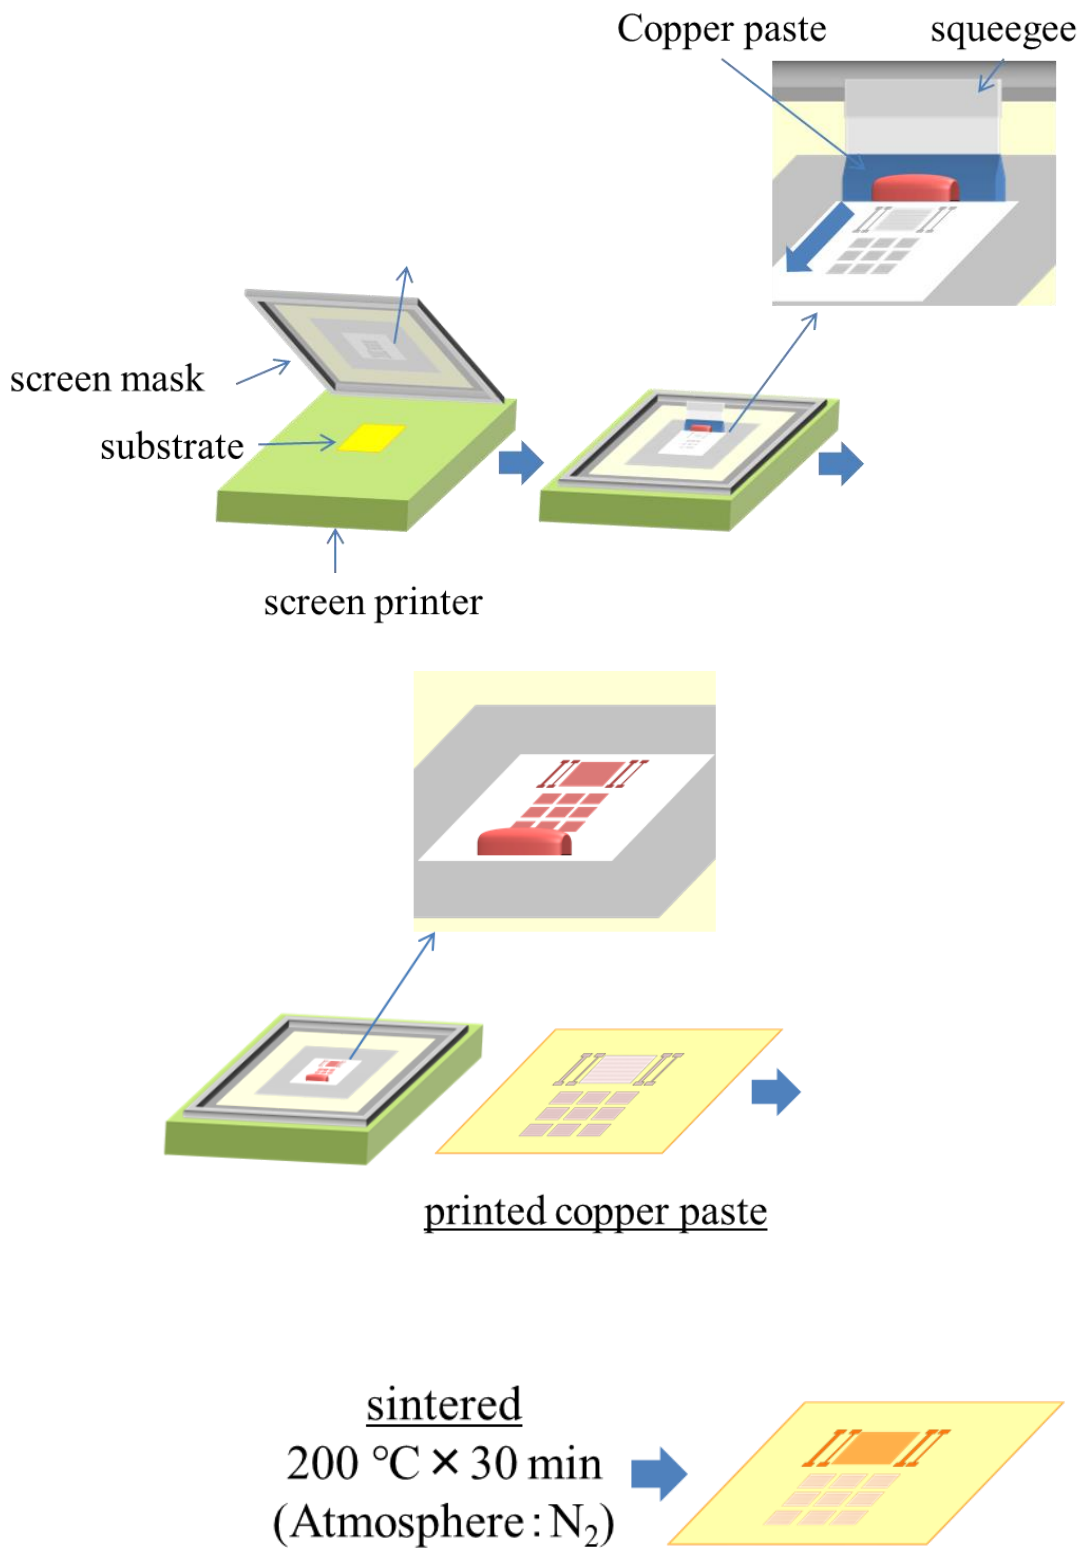 Copper paste
squeegee
screen mask
substrate
screen printer
printed copper paste
sintered
200 ℃ × 30 min
(Atmosphere : N₂)